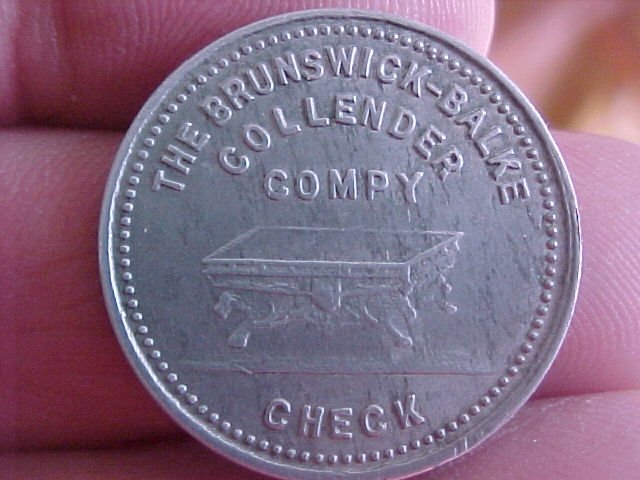 THE BRUNSWICK-BALKE
COLLENDER
COMPY
CHECK